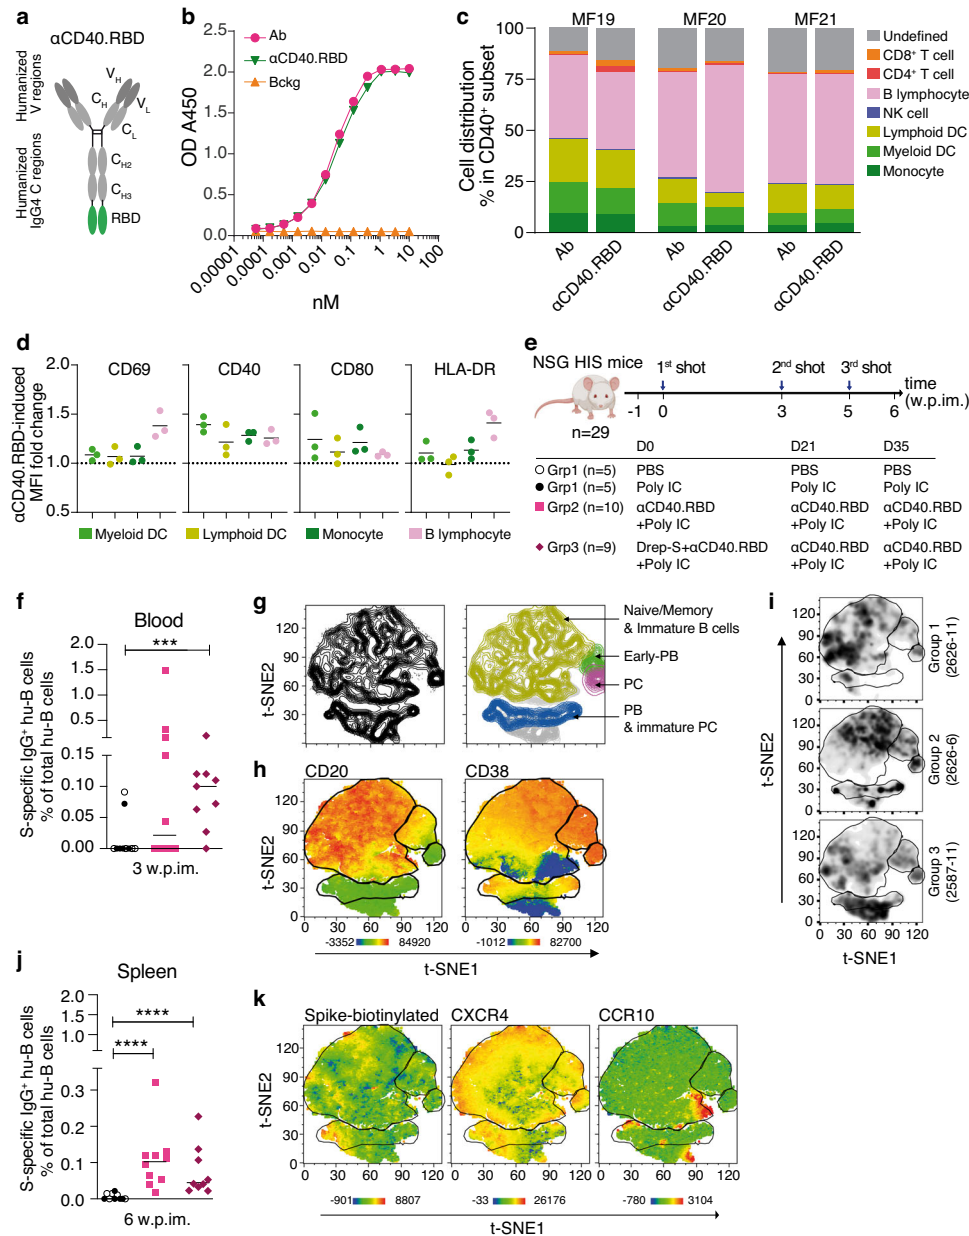 a
αCD40.RBD
Humanized
V regions
Humanized
IgG4 C regions
V_H
C_H
V_L
C_L
C_H2
C_H3
RBD
b
Ab
αCD40.RBD
Bckg
OD A450
2.5
2.0
1.5
1.0
0.5
0.0
0.00001
0.0001
0.001
0.01
0.1
1
10
100
nM
c
MF19 MF20 MF21
Cell distribution
% in CD40⁺ subset
100
75
50
25
0
Ab αCD40.RBD Ab αCD40.RBD Ab αCD40.RBD
Undefined
CD8⁺ T cell
CD4⁺ T cell
B lymphocyte
NK cell
Lymphoid DC
Myeloid DC
Monocyte
d
αCD40.RBD-induced
MFI fold change
2.0
1.5
1.0
0.5
CD69 CD40 CD80 HLA-DR
Myeloid DC Lymphoid DC Monocyte B lymphocyte
e
NSG HIS mice
n=29
1st shot 2nd shot 3rd shot
time
(w.p.im.)
-1 0 3 5 6
D0 D21 D35
Grp1 (n=5) PBS PBS PBS
Grp1 (n=5) Poly IC Poly IC Poly IC
Grp2 (n=10) αCD40.RBD αCD40.RBD αCD40.RBD
+Poly IC +Poly IC +Poly IC
Grp3 (n=9) Drep-S+αCD40.RBD αCD40.RBD αCD40.RBD
+Poly IC +Poly IC +Poly IC
f
Blood
S-specific IgG⁺ hu-B cells
% of total hu-B cells
2.0
1.5
1.0
0.5
0.15
0.10
0.05
0.00
***
3 w.p.im.
g
t-SNE2
120
90
60
30
Naive/Memory
& Immature B cells
Early-PB
PC
PB
& immature PC
h
CD20 CD38
t-SNE2
120
90
60
30
0
0 30 60 90 120
0 30 60 90 120
-3352 84920
-1012 82700
t-SNE1
i
t-SNE2
120
90
60
30
0
Group 1
(2626-11)
120
90
60
30
0
Group 2
(2626-6)
120
90
60
30
0
Group 3
(2587-11)
0 30 60 90 120
t-SNE1
j
Spleen
S-specific IgG⁺ hu-B cells
% of total hu-B cells
2.0
1.5
1.0
0.3
0.2
0.1
0.0
****
****
6 w.p.im.
k
Spike-biotinylated CXCR4 CCR10
t-SNE2
120
90
60
30
0
0 30 60 90 120
0 30 60 90 120
0 30 60 90 120
-901 8807
-33 26176
-780 3104
t-SNE1